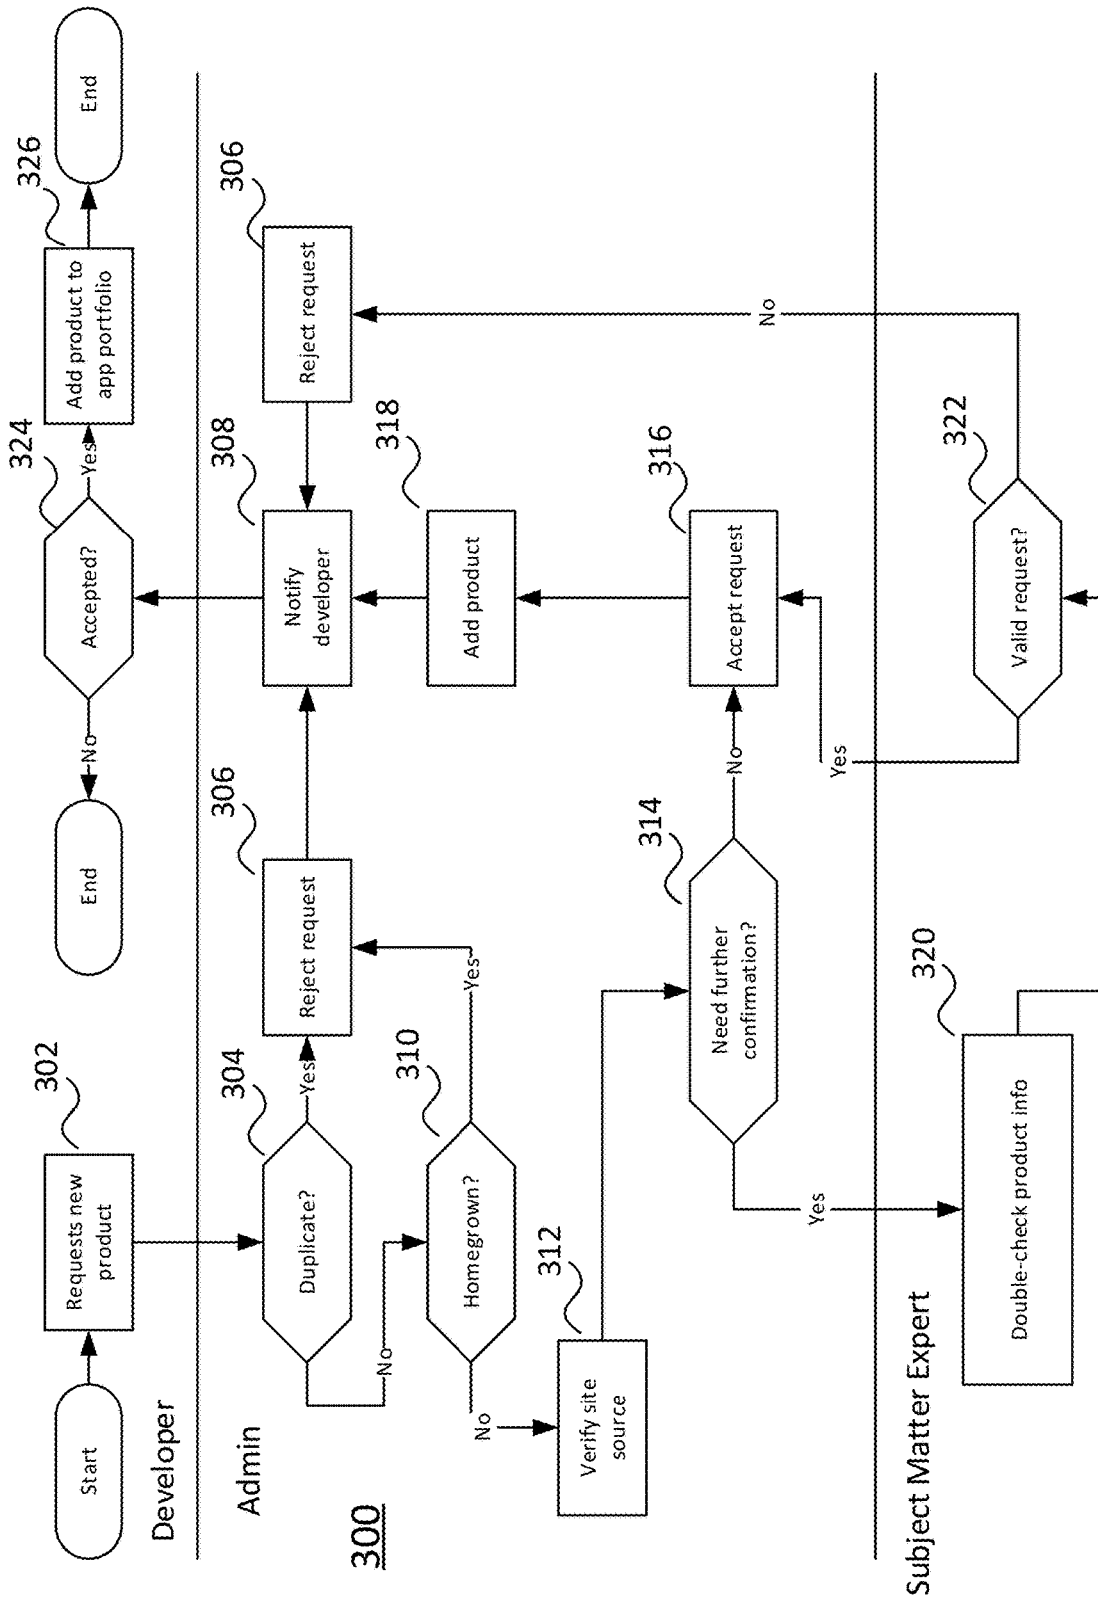 Start
Requests new
product
302
End
No
Accepted?
324
Yes
Add product to
app portfolio
326
End
Developer
Admin
300
Duplicate?
304
Yes
No
Reject request
306
Notify
developer
308
Reject request
306
Homegrown?
310
Yes
No
Add product
318
Verify site
source
312
Need further
confirmation?
314
No
Yes
Accept request
316
Yes
No
Subject Matter Expert
Double-check product info
320
Valid request?
322